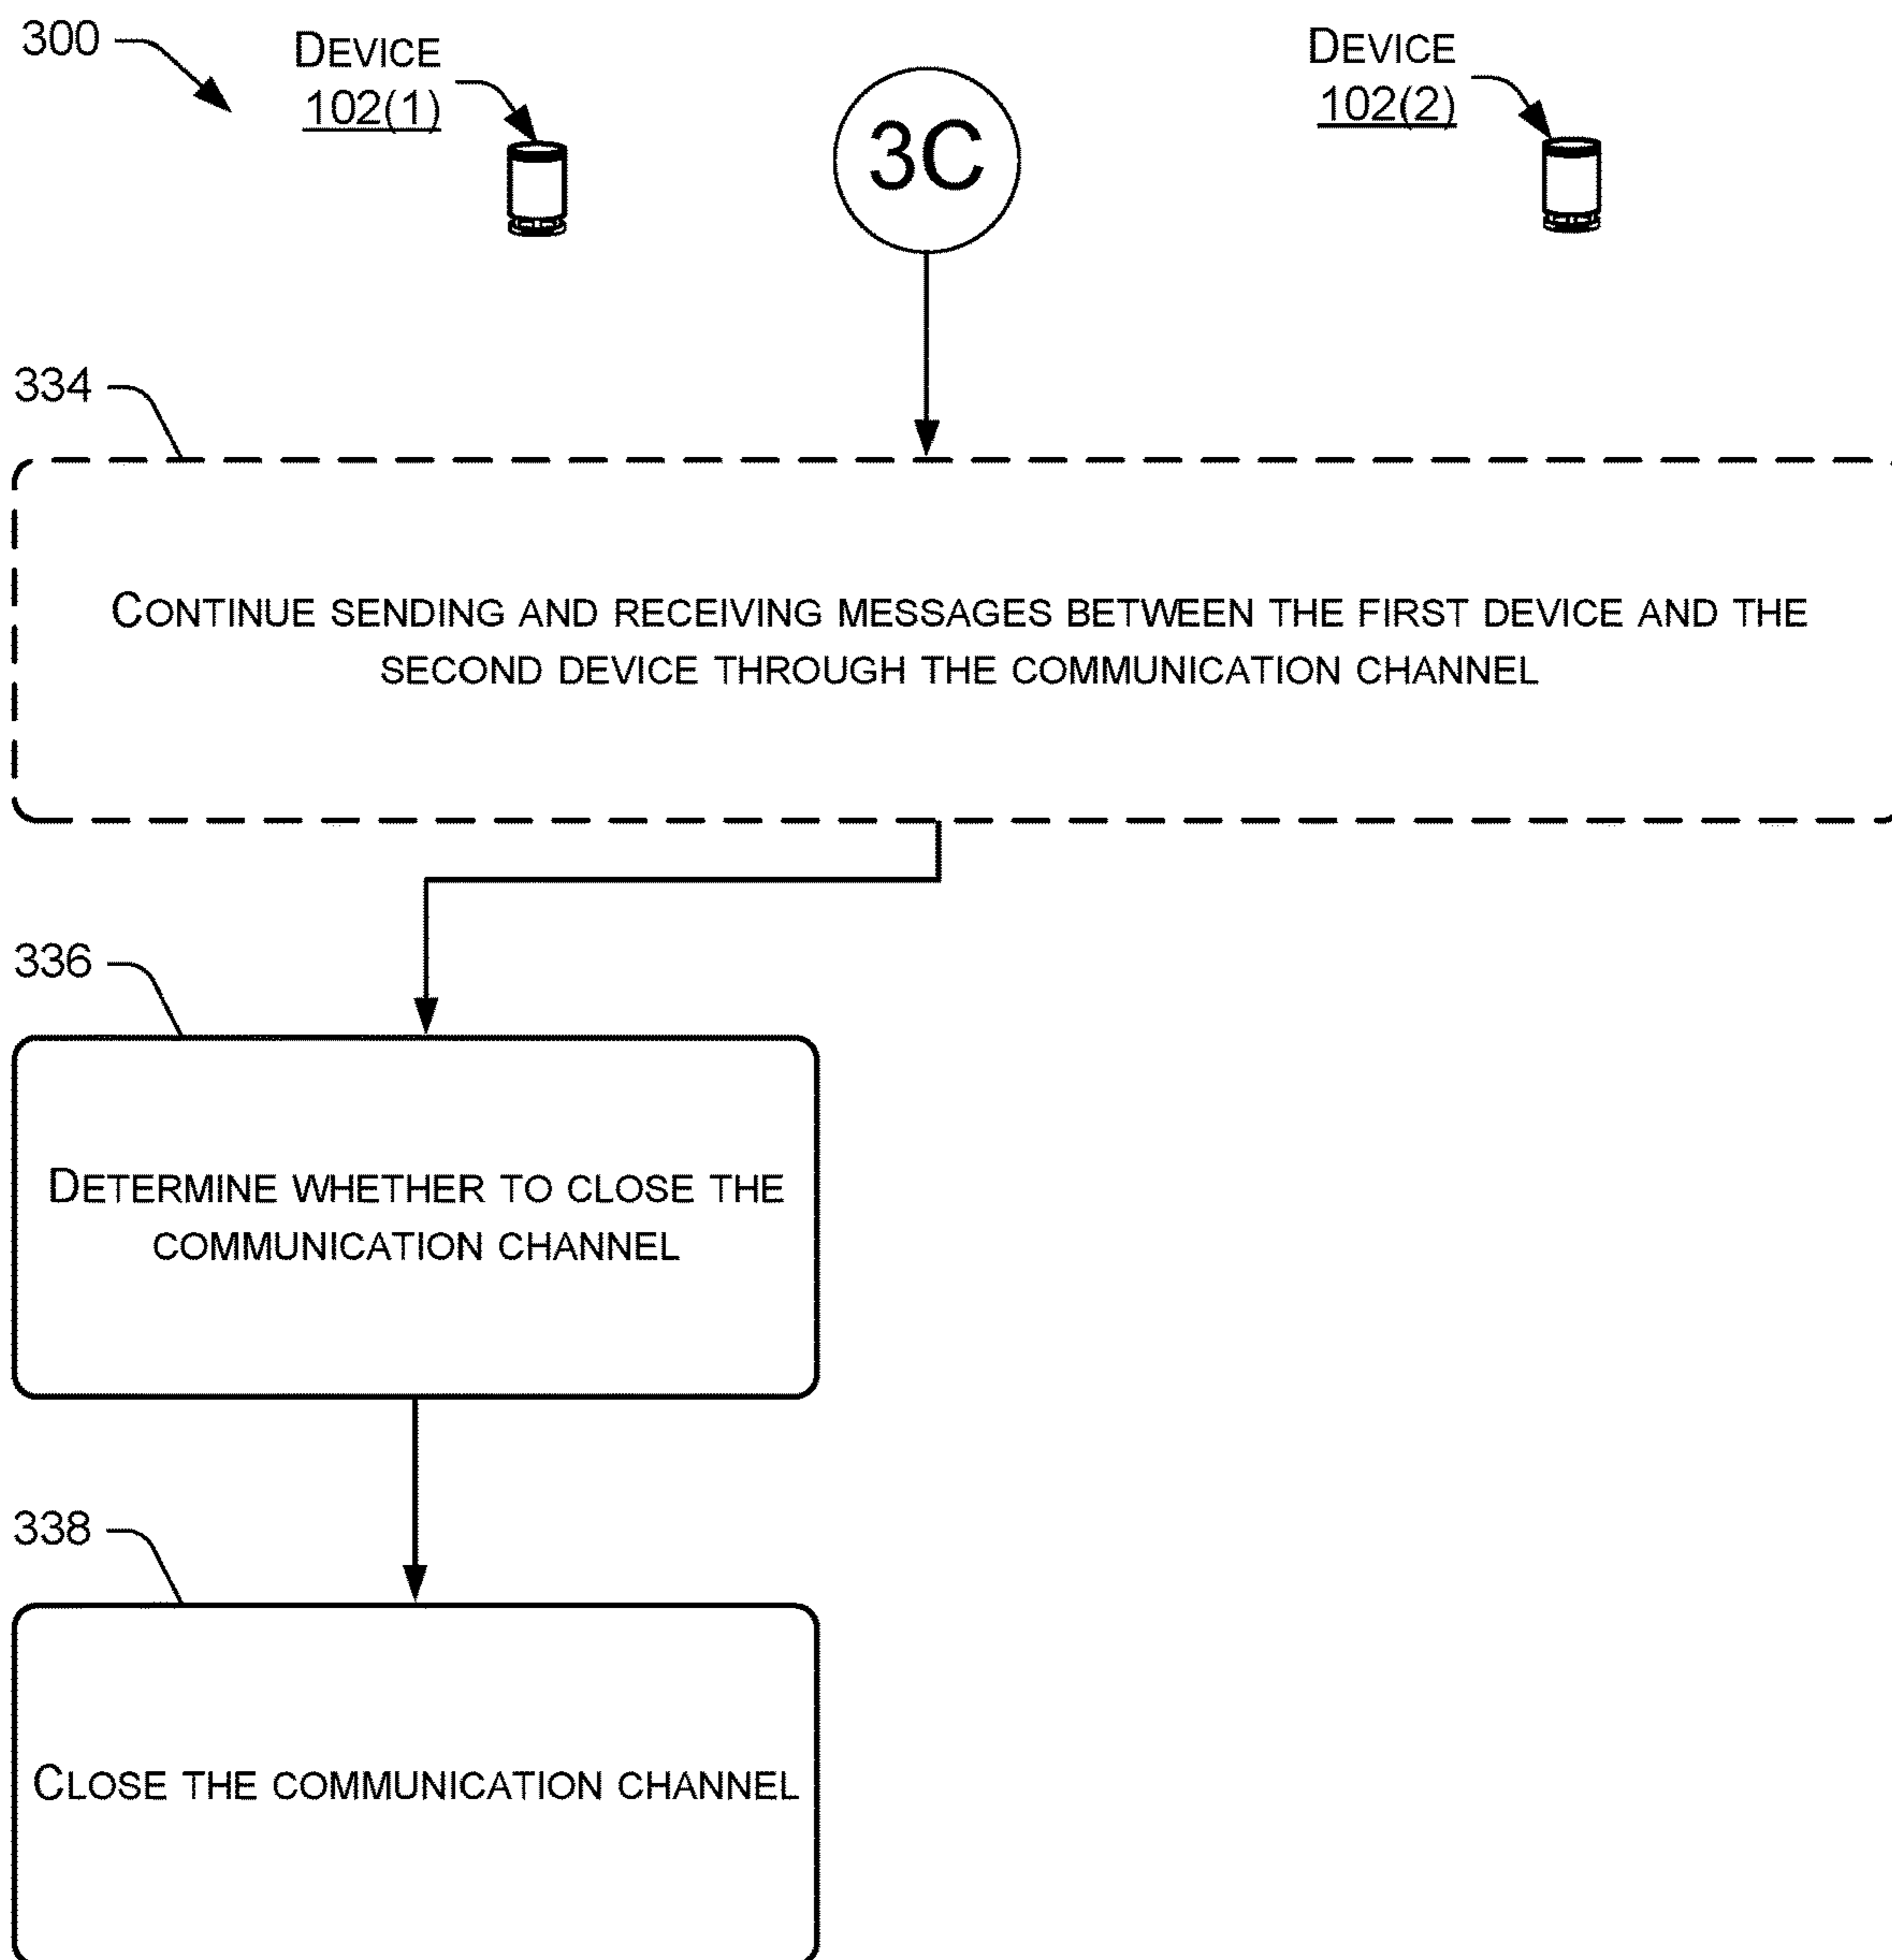 300
DEVICE
102(1)
3C
DEVICE
102(2)
334
CONTINUE SENDING AND RECEIVING MESSAGES BETWEEN THE FIRST DEVICE AND THE
SECOND DEVICE THROUGH THE COMMUNICATION CHANNEL
336
DETERMINE WHETHER TO CLOSE THE
COMMUNICATION CHANNEL
338
CLOSE THE COMMUNICATION CHANNEL